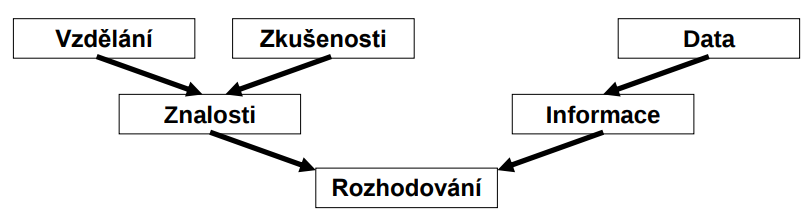 Vzdělání
Zkušenosti
Data
Znalosti
Informace
Rozhodování